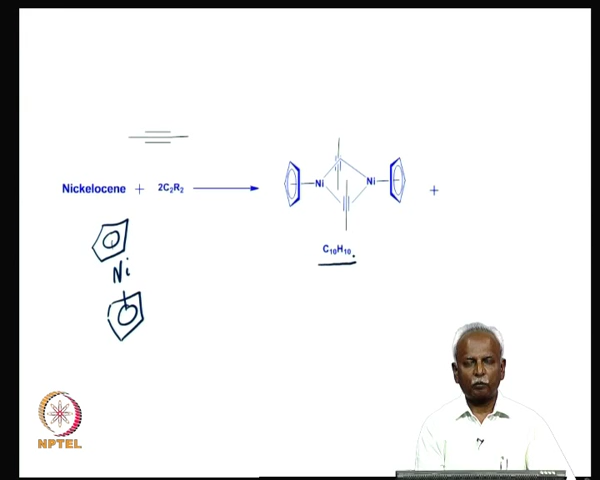 Nickelocene + 2C₂R₂
Ni
Ni Ni
+
C₁₀H₁₀.
NPTEL